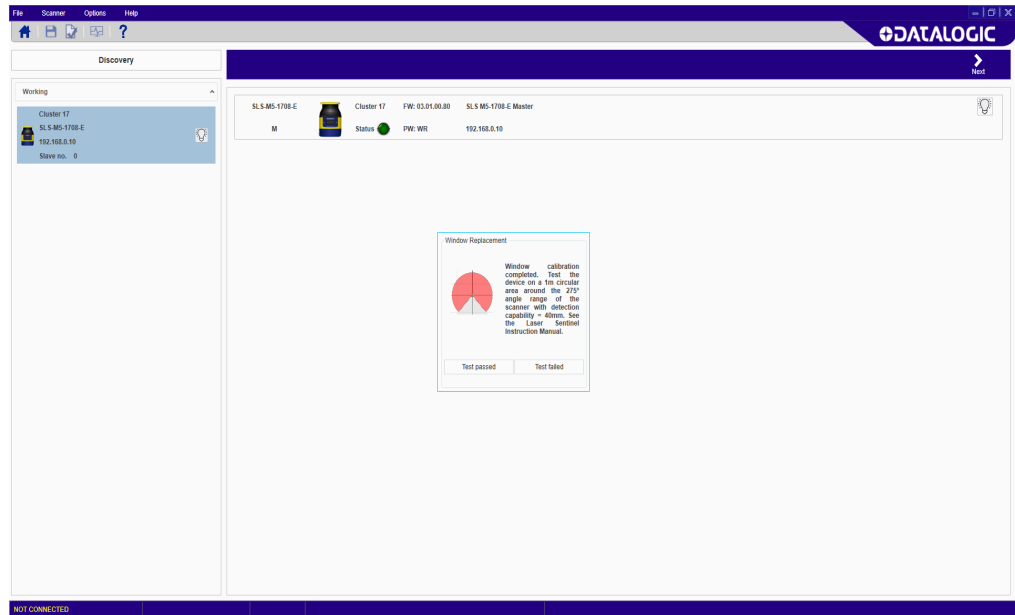 File Scanner Options Help
DATALOGIC
Discovery
Next
Working
Cluster 17
SLS-M5-1708-E
192.168.0.10
Slave no. 0
SLS-M5-1708-E Cluster 17 FW: 03.01.00.80 SLS M5-1708-E Master
M Status PW: WR 192.168.0.10
Window Replacement
Window calibration
completed. Test the
device on a 1m circular
area around the 275°
angle range of the
scanner with detection
capability = 40mm. See
the Laser Sentinel
Instruction Manual.
Test passed Test failed
NOT CONNECTED